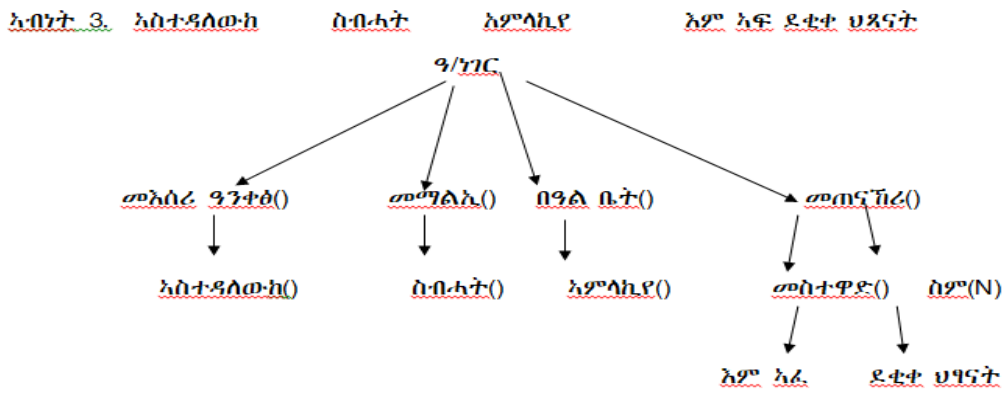 ኣብነት 3. ኣስተዳለውከ ስብሓት አምላኪየ እም ኣፍ ደቂቀ ህጻናት
ዓ/ነገር
መእሰሪ ዓንቀፅ() መማልኢ() በዓል ቤት() መጠናኸሪ()
ኣስተዳለውከ() ስብሓት() ኣምላኪየ() መስተዋድ() ስም(N)
እም ኣፈ ደቂቀ ህፃናት